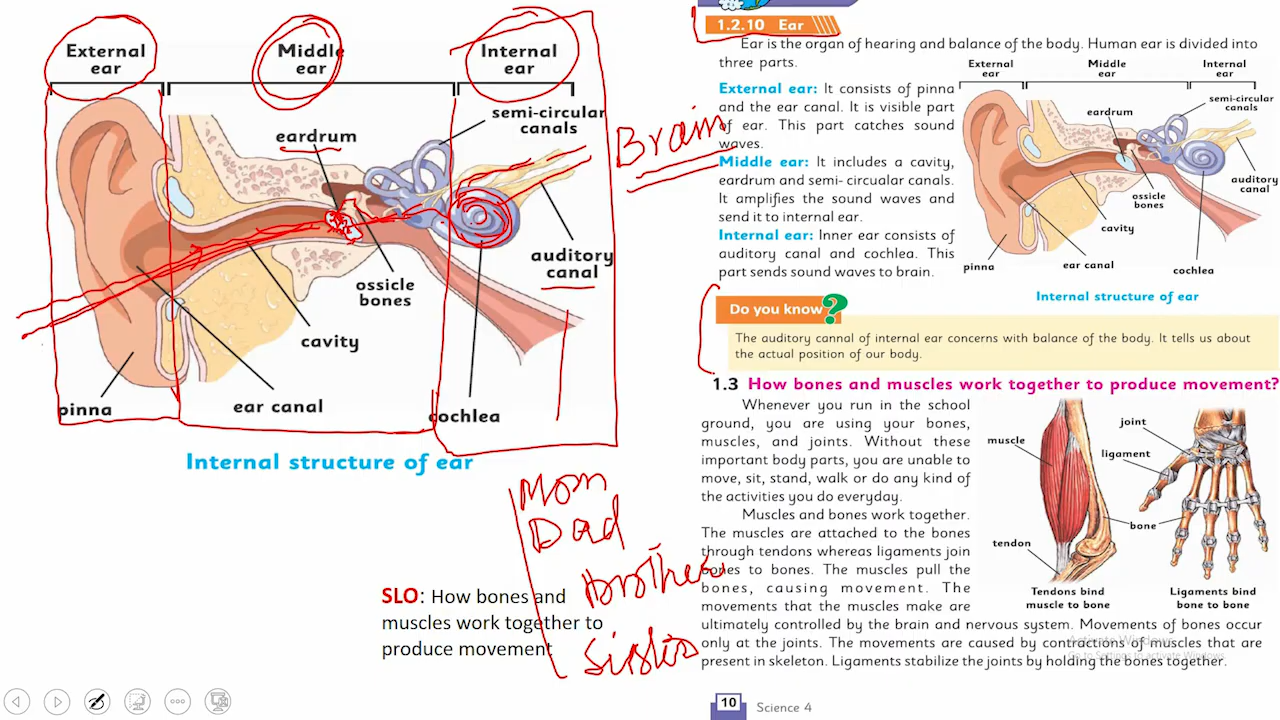 External
ear
Middle
ear
Internal
ear
semi-circular
canals
eardrum
Brain
auditory
canal
ossicle
bones
cavity
ear canal
pinna
cochlea
Internal structure of ear
Mom
Dad
brother
Sister
SLO: How bones and
muscles work together to
produce movement
1.2.10 Ear
Ear is the organ of hearing and balance of the body. Human ear is divided into
three parts.
External ear: It consists of pinna
and the ear canal. It is visible part
of ear. This part catches sound
waves.
Middle ear: It includes a cavity,
eardrum and semi- circualar canals.
It amplifies the sound waves and
send it to internal ear.
Internal ear: Inner ear consists of
auditory canal and cochlea. This
part sends sound waves to brain.
External
ear
Middle
ear
Internal
ear
semi-circular
canals
eardrum
auditory
canal
ossicle
bones
cavity
pinna
ear canal
cochlea
Internal structure of ear
Do you know?
The auditory cannal of internal ear concerns with balance of the body. It tells us about
the actual position of our body.
1.3 How bones and muscles work together to produce movement?
Whenever you run in the school
ground, you are using your bones,
muscles, and joints. Without these
important body parts, you are unable to
move, sit, stand, walk or do any kind of
the activities you do everyday.
Muscles and bones work together.
The muscles are attached to the bones
through tendons whereas ligaments join
bones to bones. The muscles pull the
bones, causing movement. The
movements that the muscles make are
ultimately controlled by the brain and nervous system. Movements of bones occur
only at the joints. The movements are caused by contractions of muscles that are
present in skeleton. Ligaments stabilize the joints by holding the bones together.
muscle
joint
ligament
bone
tendon
Tendons bind
muscle to bone
Ligaments bind
bone to bone
Activate Windows
Go to Settings to activate Windows.
10 Science 4